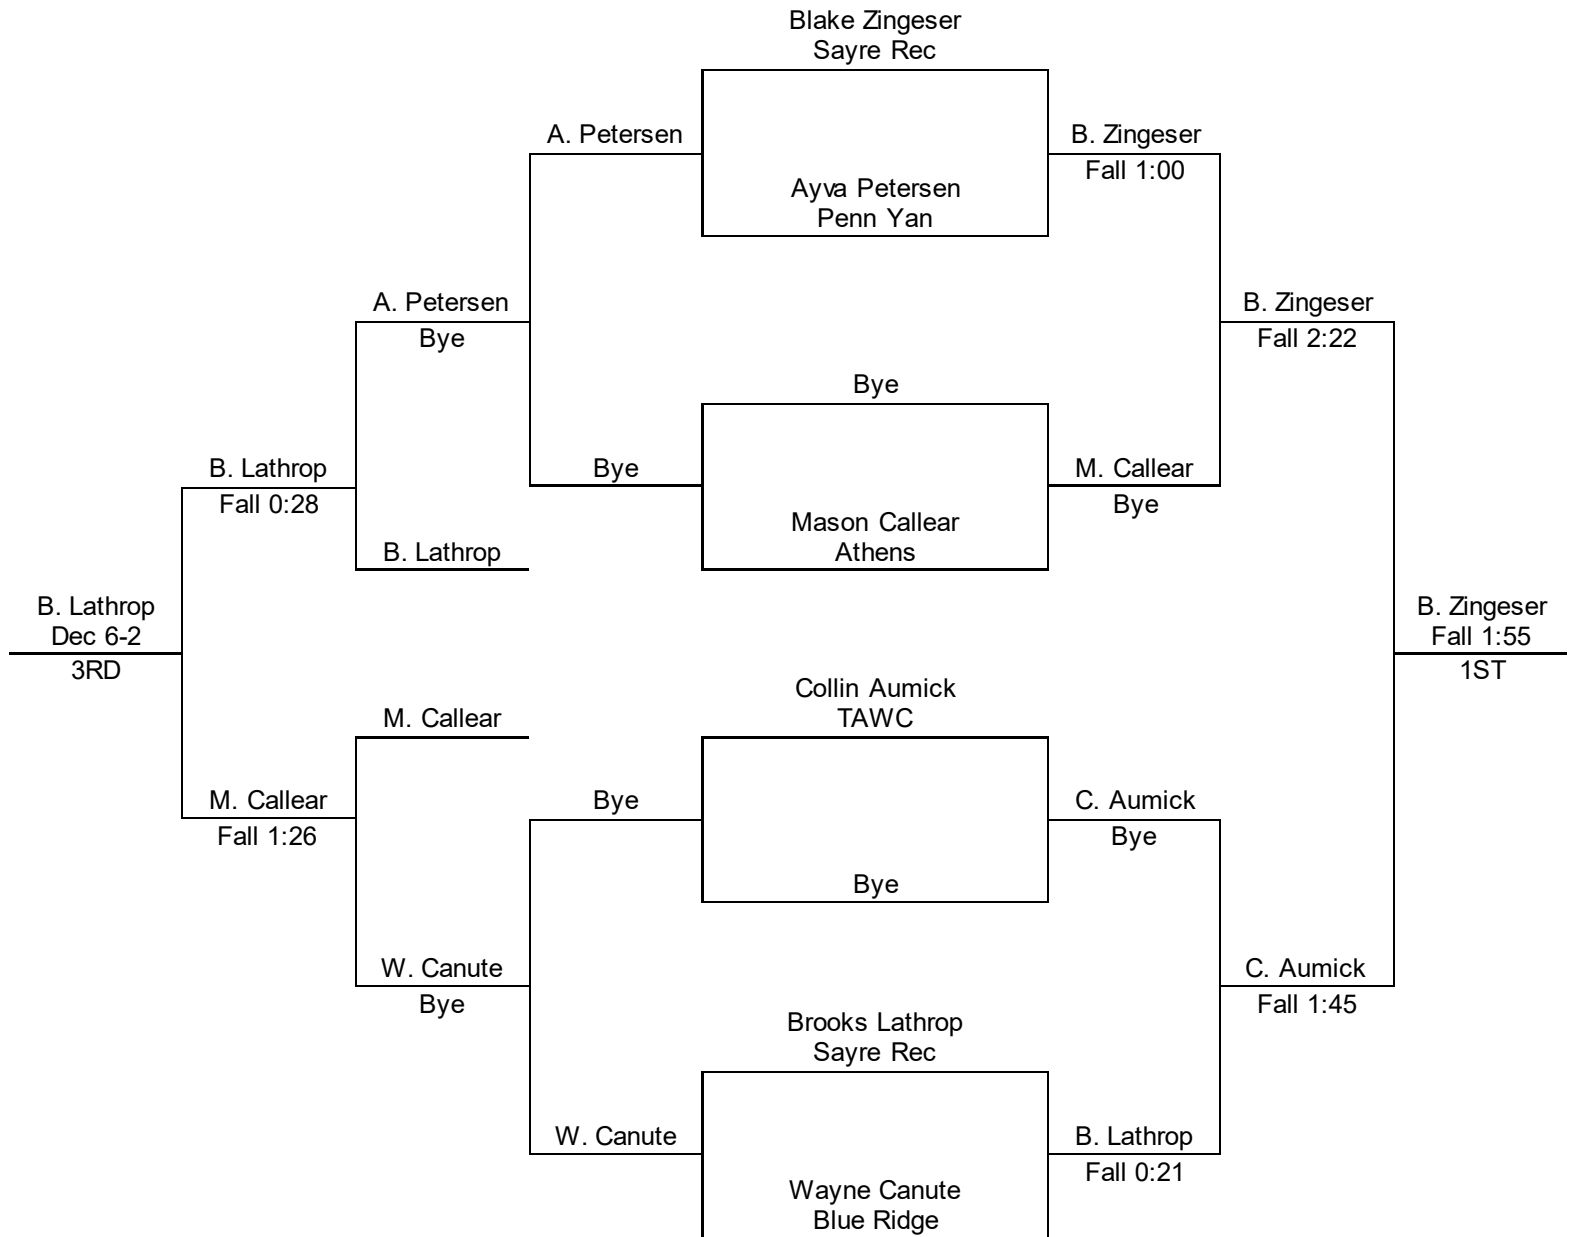 Blake Zingeser
Sayre Rec
A. Petersen
B. Zingeser
Fall 1:00
Ayva Petersen
Penn Yan
A. Petersen
Bye
B. Zingeser
Fall 2:22
Bye
B. Lathrop
Fall 0:28
Bye
M. Callear
Bye
Mason Callear
Athens
B. Lathrop
B. Lathrop
Dec 6-2
3RD
B. Zingeser
Fall 1:55
1ST
Collin Aumick
TAWC
M. Callear
M. Callear
Fall 1:26
Bye
C. Aumick
Bye
Bye
W. Canute
Bye
C. Aumick
Fall 1:45
Brooks Lathrop
Sayre Rec
W. Canute
B. Lathrop
Fall 0:21
Wayne Canute
Blue Ridge